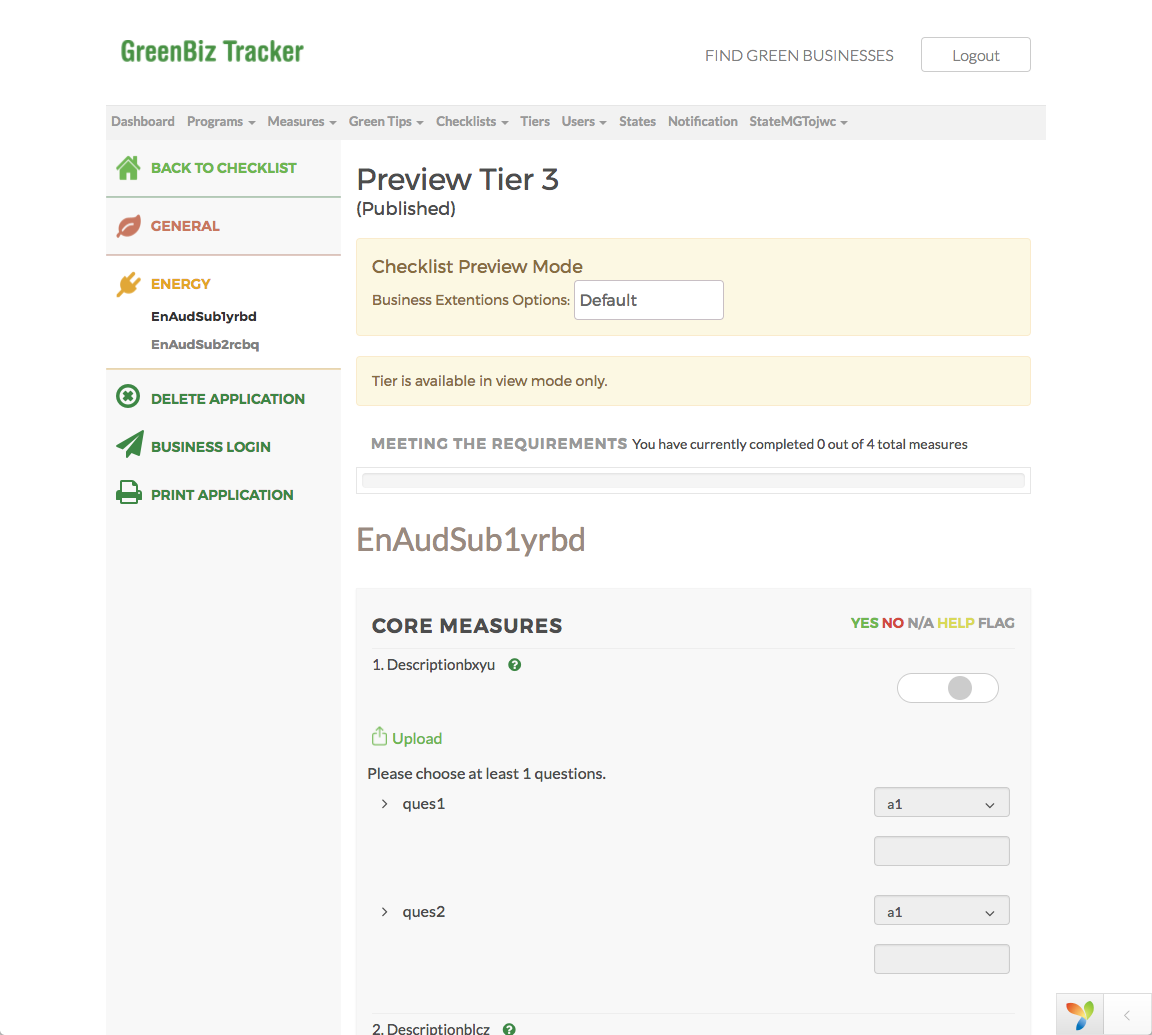 GreenBiz Tracker
FIND GREEN BUSINESSES
Logout
Dashboard Programs Measures Green Tips Checklists Tiers Users States Notification StateMGTojwc
BACK TO CHECKLIST
GENERAL
ENERGY
EnAudSub1yrbd
EnAudSub2rcbq
DELETE APPLICATION
BUSINESS LOGIN
PRINT APPLICATION
Preview Tier 3
(Published)
Checklist Preview Mode
Business Extentions Options: Default
Tier is available in view mode only.
MEETING THE REQUIREMENTS You have currently completed 0 out of 4 total measures
EnAudSub1yrbd
CORE MEASURES
YES NO N/A HELP FLAG
1. Descriptionbxyu
Upload
Please choose at least 1 questions.
ques1
a1
ques2
a1
2. Descriptionblcz